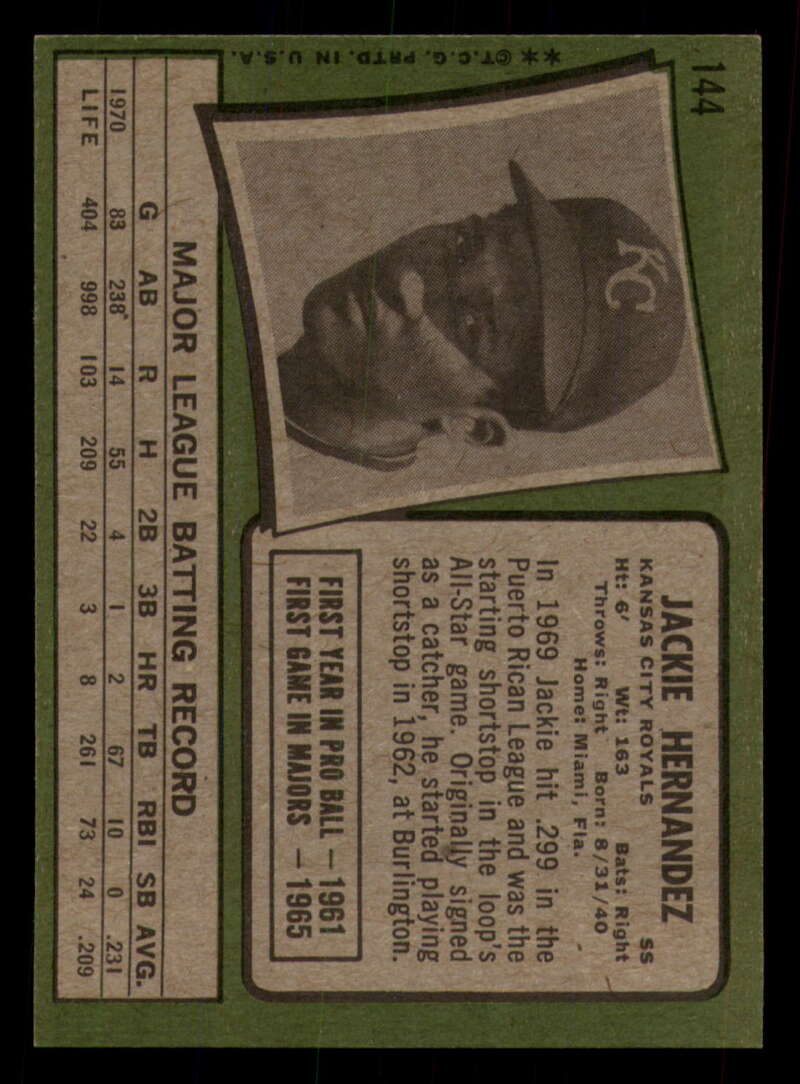 144
**©T.C.G. PRTD. IN U.S.A.
KC
JACKIE HERNANDEZ
KANSAS CITY ROYALS SS
Ht: 6' Wt: 163 Bats: Right
Throws: Right Born: 8/31/40
Home: Miami, Fla.
In 1969 Jackie hit .299 in the
Puerto Rican League and was the
starting shortstop in the loop's
All-Star game. Originally signed
as a catcher, he started playing
shortstop in 1962, at Burlington.
FIRST YEAR IN PRO BALL — 1961
FIRST GAME IN MAJORS — 1965
MAJOR LEAGUE BATTING RECORD
G AB R H 2B 3B HR TB RBI SB AVG.
1970 83 238 14 55 4 1 2 67 10 0 .231
LIFE 404 998 103 209 22 3 8 261 73 24 .209